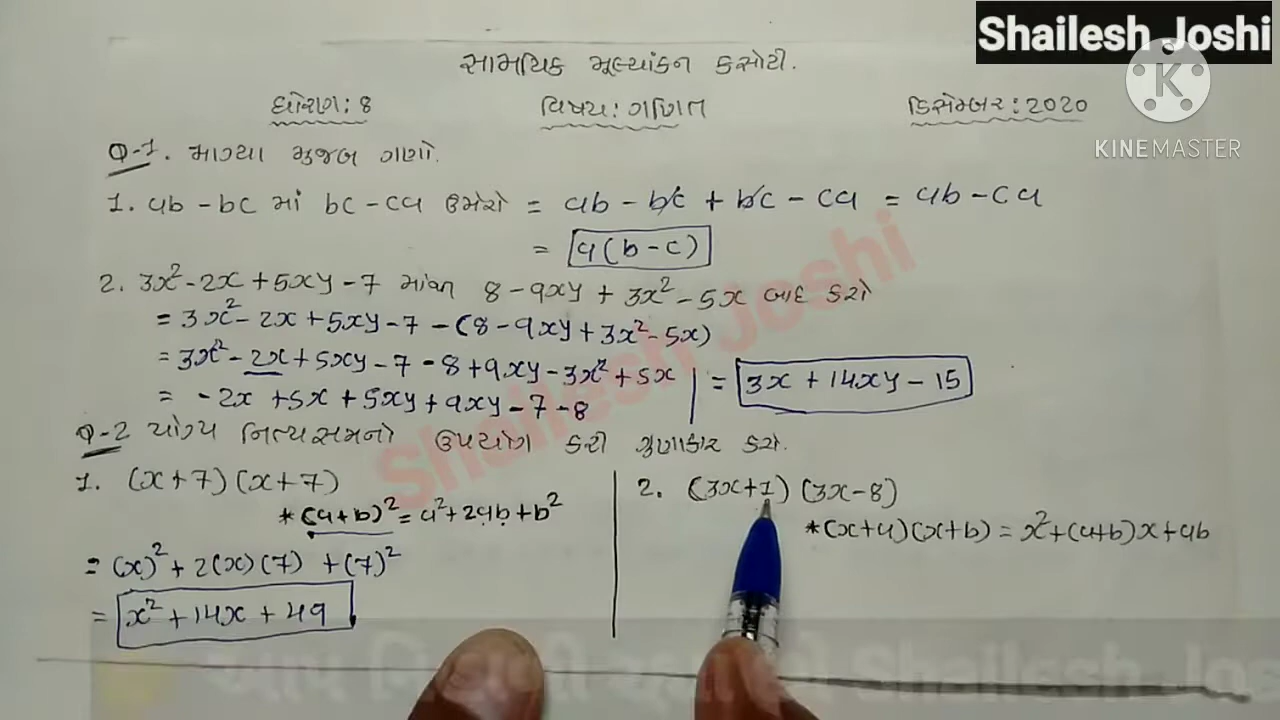 Shailesh Joshi
KINEMASTER
સામયિક મૂલ્યાંકન કસોટી.
ધોરણ: 8 વિષય: ગણિત ડિસેમ્બર: 2020
Q-1. માગ્યા મુજબ ગણો.
1. ab - bc માં bc - ca ઉમેરો = ab - bc + bc - ca = ab - ca
= a(b - c)
2. 3x² - 2x + 5xy - 7 માંથી 8 - 9xy + 3x² - 5x બાદ કરો
= 3x² - 2x + 5xy - 7 - (8 - 9xy + 3x² - 5x)
= 3x² - 2x + 5xy - 7 - 8 + 9xy - 3x² + 5x
= -2x + 5x + 5xy + 9xy - 7 - 8
= 3x + 14xy - 15
Q-2 યોગ્ય નિત્યસમનો ઉપયોગ કરી ગુણાકાર કરો.
1. (x+7)(x+7)
*(a+b)² = a² + 2ab + b²
= (x)² + 2(x)(7) + (7)²
= x² + 14x + 49
2. (3x+1)(3x-8)
*(x+a)(x+b) = x² + (a+b)x + ab
Shailesh Jos